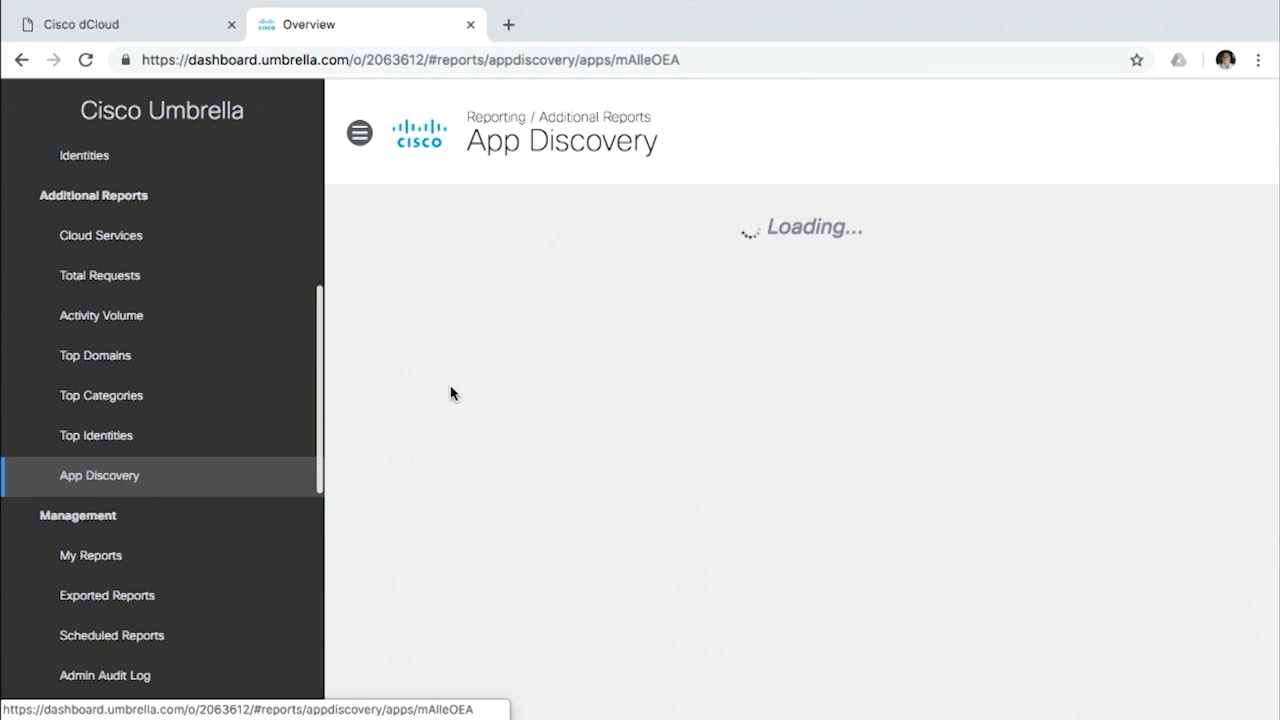 Cisco dCloud
Overview
https://dashboard.umbrella.com/o/2063612/#reports/appdiscovery/apps/mAlleOEA
Cisco Umbrella
Identities
Additional Reports
Cloud Services
Total Requests
Activity Volume
Top Domains
Top Categories
Top Identities
App Discovery
Management
My Reports
Exported Reports
Scheduled Reports
Admin Audit Log
CISCO
Reporting / Additional Reports
App Discovery
Loading...
https://dashboard.umbrella.com/o/2063612/#reports/appdiscovery/apps/mAlleOEA